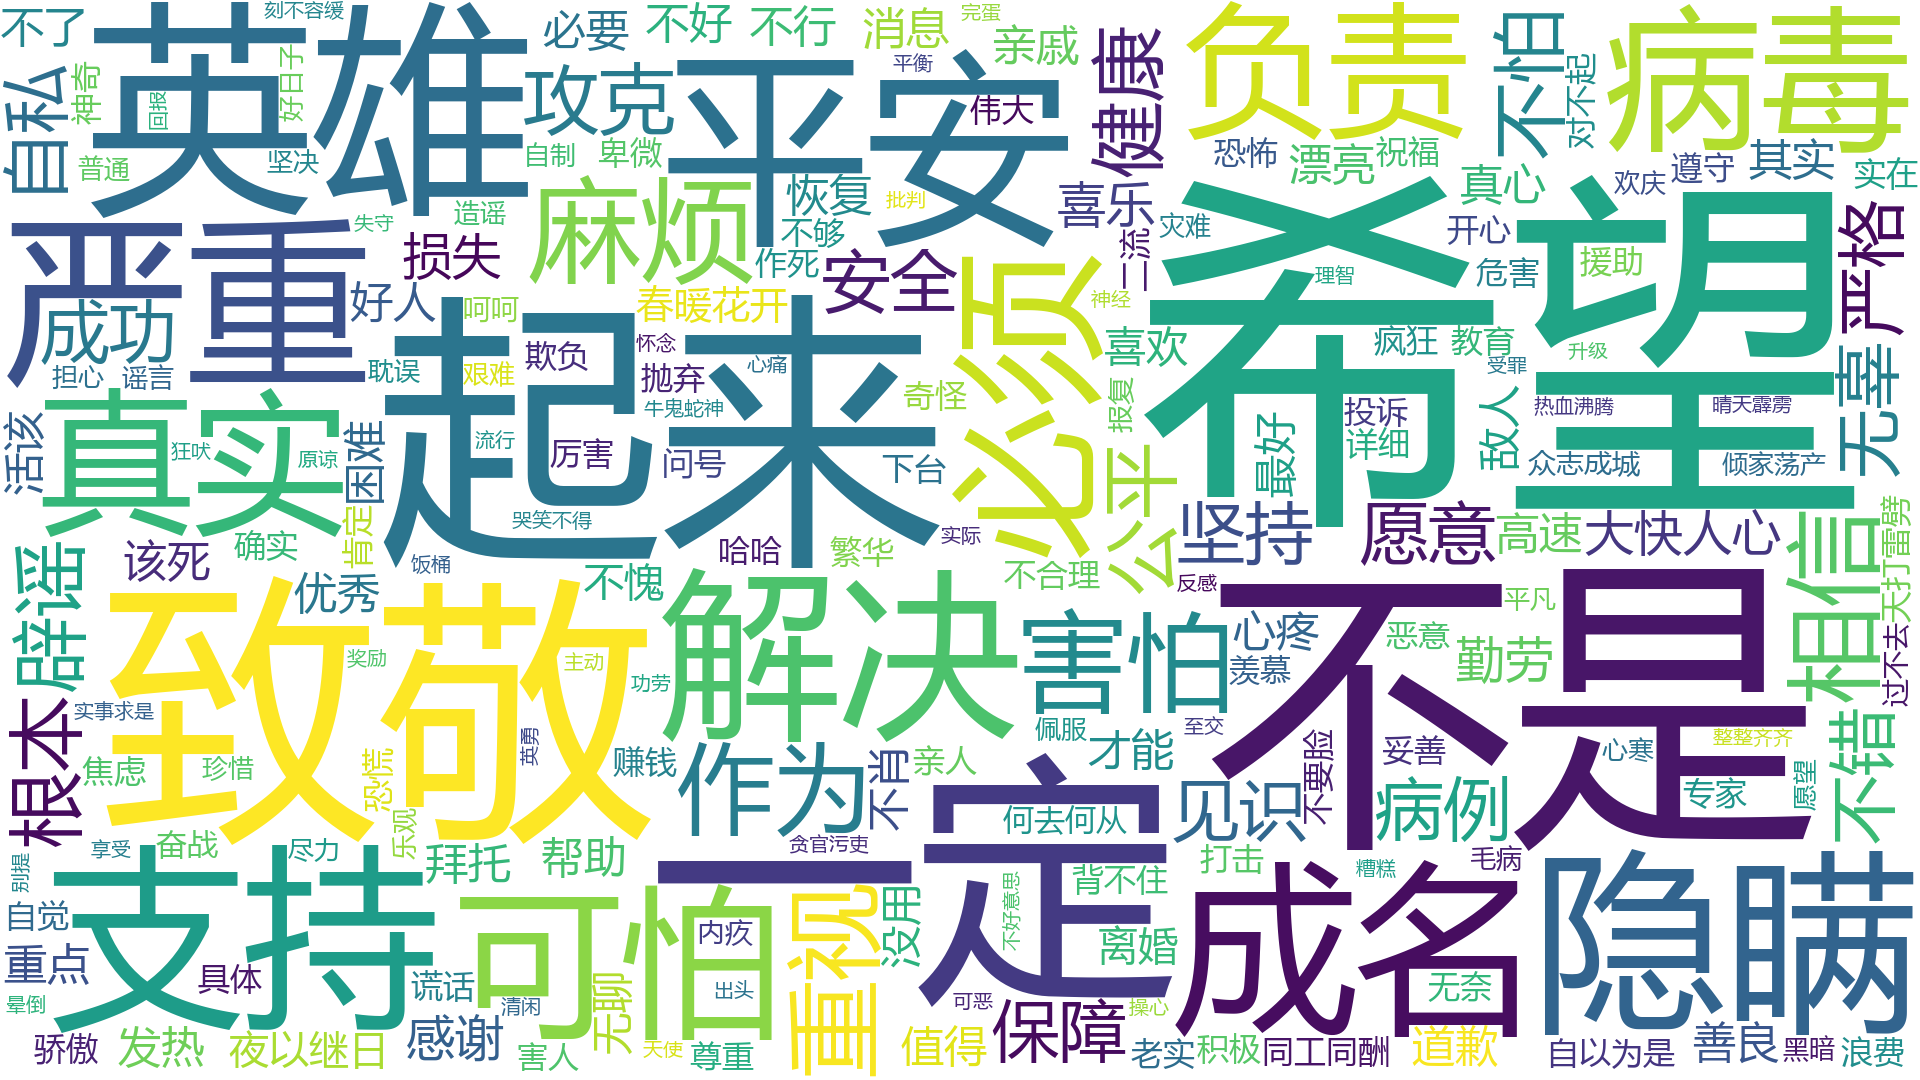 不了
英雄
刻不容缓
必要
不好
不行
消息
完蛋
亲戚
平衡
健康
负责
不怕
病毒
自私
神奇
回报
好日子
攻克
平安
伟大
对不起
普通
坚决
自制
卑微
恢复
批判
喜乐
恐怖
漂亮
祝福
真心
欢庆
遵守
其实
实在
严重
失守
造谣
损失
麻烦
不够
作死
安全
灾难
二流
希望
开心
危害
援助
严格
理智
成功
好人
呵呵
春暖花开
必须
神经
起来
欺负
怀念
心痛
抛弃
喜欢
疯狂
教育
受罪
升级
无辜
担心
谣言
耽误
艰难
牛鬼蛇神
奇怪
报复
投诉
敌人
热血沸腾
晴天霹雳
活该
真实
狂吠
原谅
困难
流行
厉害
问号
下台
最好
详细
众志成城
倾家荡产
公平
肯定
哭笑不得
实际
坚持
愿意
高速
大快人心
相信
天打雷劈
辟谣
该死
确实
饭桶
哈哈
繁华
不合理
反感
优秀
不愧
不是
平凡
致敬
解决
害怕
心疼
恶意
勤劳
过不去
奖励
主动
功劳
羡慕
根本
实事求是
英勇
佩服
至交
才能
不要脸
妥善
心寒
整整齐齐
不错
焦虑
珍惜
恐慌
赚钱
作为
不肖
亲人
一定
见识
病例
专家
愿望
享受
奋战
尽力
乐观
拜托
帮助
贪官污吏
何去何从
打击
糟糕
毛病
别提
支持
可怕
重视
没用
不好意思
背不住
成名
隐瞒
自觉
重点
具体
谎话
内疚
离婚
无奈
晕倒
清闲
无聊
出头
可恶
操心
骄傲
发热
夜以继日
感谢
害人
天使
尊重
值得
保障
老实
积极
同工同酬
道歉
自以为是
善良
黑暗
浪费